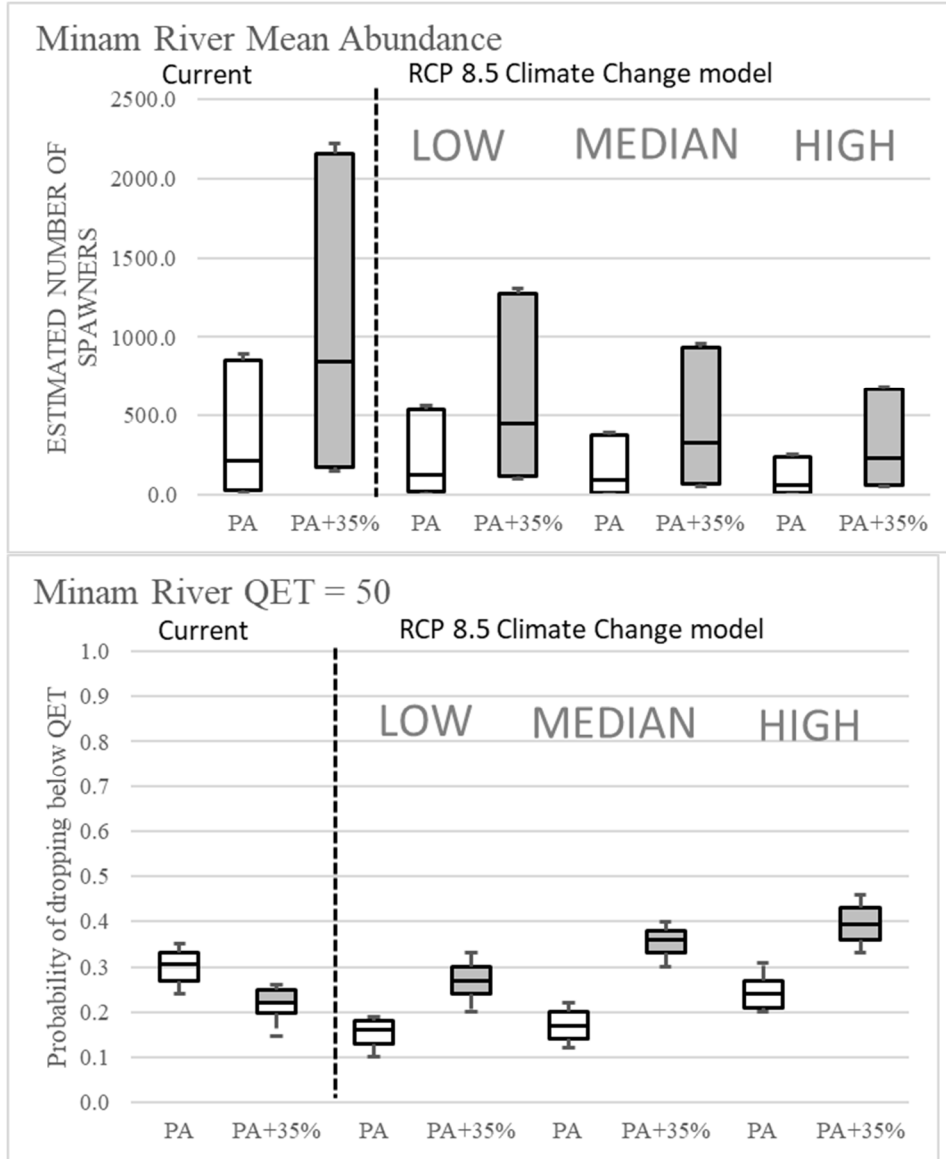 Minam River Mean Abundance
Current RCP 8.5 Climate Change model
LOW MEDIAN HIGH
ESTIMATED NUMBER OF
SPAWNERS
2500.0
2000.0
1500.0
1000.0
500.0
0.0
PA PA+35% PA PA+35% PA PA+35% PA PA+35%
Minam River QET = 50
Current RCP 8.5 Climate Change model
LOW MEDIAN HIGH
Probability of dropping below QET
1.0
0.9
0.8
0.7
0.6
0.5
0.4
0.3
0.2
0.1
0.0
PA PA+35% PA PA+35% PA PA+35% PA PA+35%